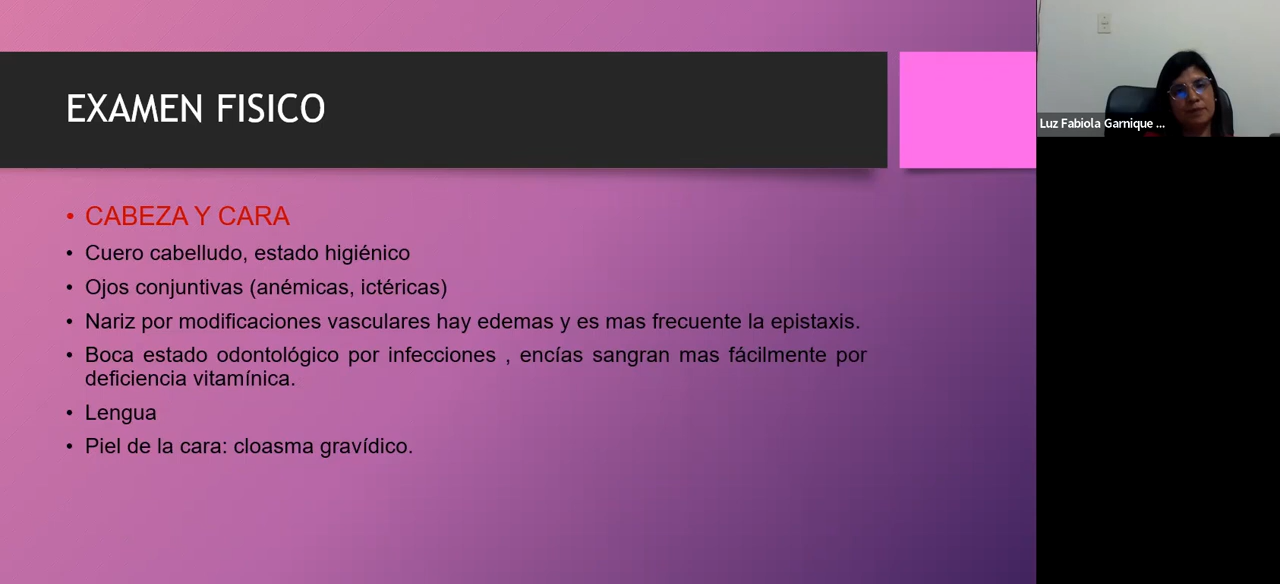 EXAMEN FISICO
• CABEZA Y CARA
• Cuero cabelludo, estado higiénico
• Ojos conjuntivas (anémicas, ictéricas)
• Nariz por modificaciones vasculares hay edemas y es mas frecuente la epistaxis.
• Boca estado odontológico por infecciones , encías sangran mas fácilmente por
deficiencia vitamínica.
• Lengua
• Piel de la cara: cloasma gravídico.
Luz Fabiola Garnique ...